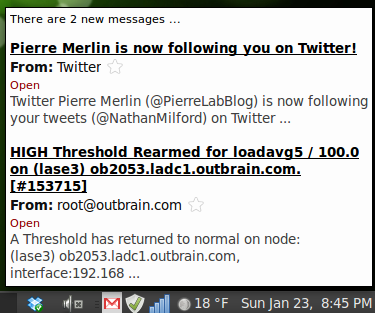 There are 2 new messages ...
Pierre Merlin is now following you on Twitter!
From: Twitter
Open
Twitter Pierre Merlin (@PierreLabBlog) is now following
your tweets (@NathanMilford) on Twitter ...
HIGH Threshold Rearmed for loadavg5 / 100.0
on (lase3) ob2053.ladc1.outbrain.com.
[#153715]
From: root@outbrain.com
Open
A Threshold has returned to normal on node:
(lase3) ob2053.ladc1.outbrain.com,
interface:192.168 ...
18 °F Sun Jan 23, 8:45 PM